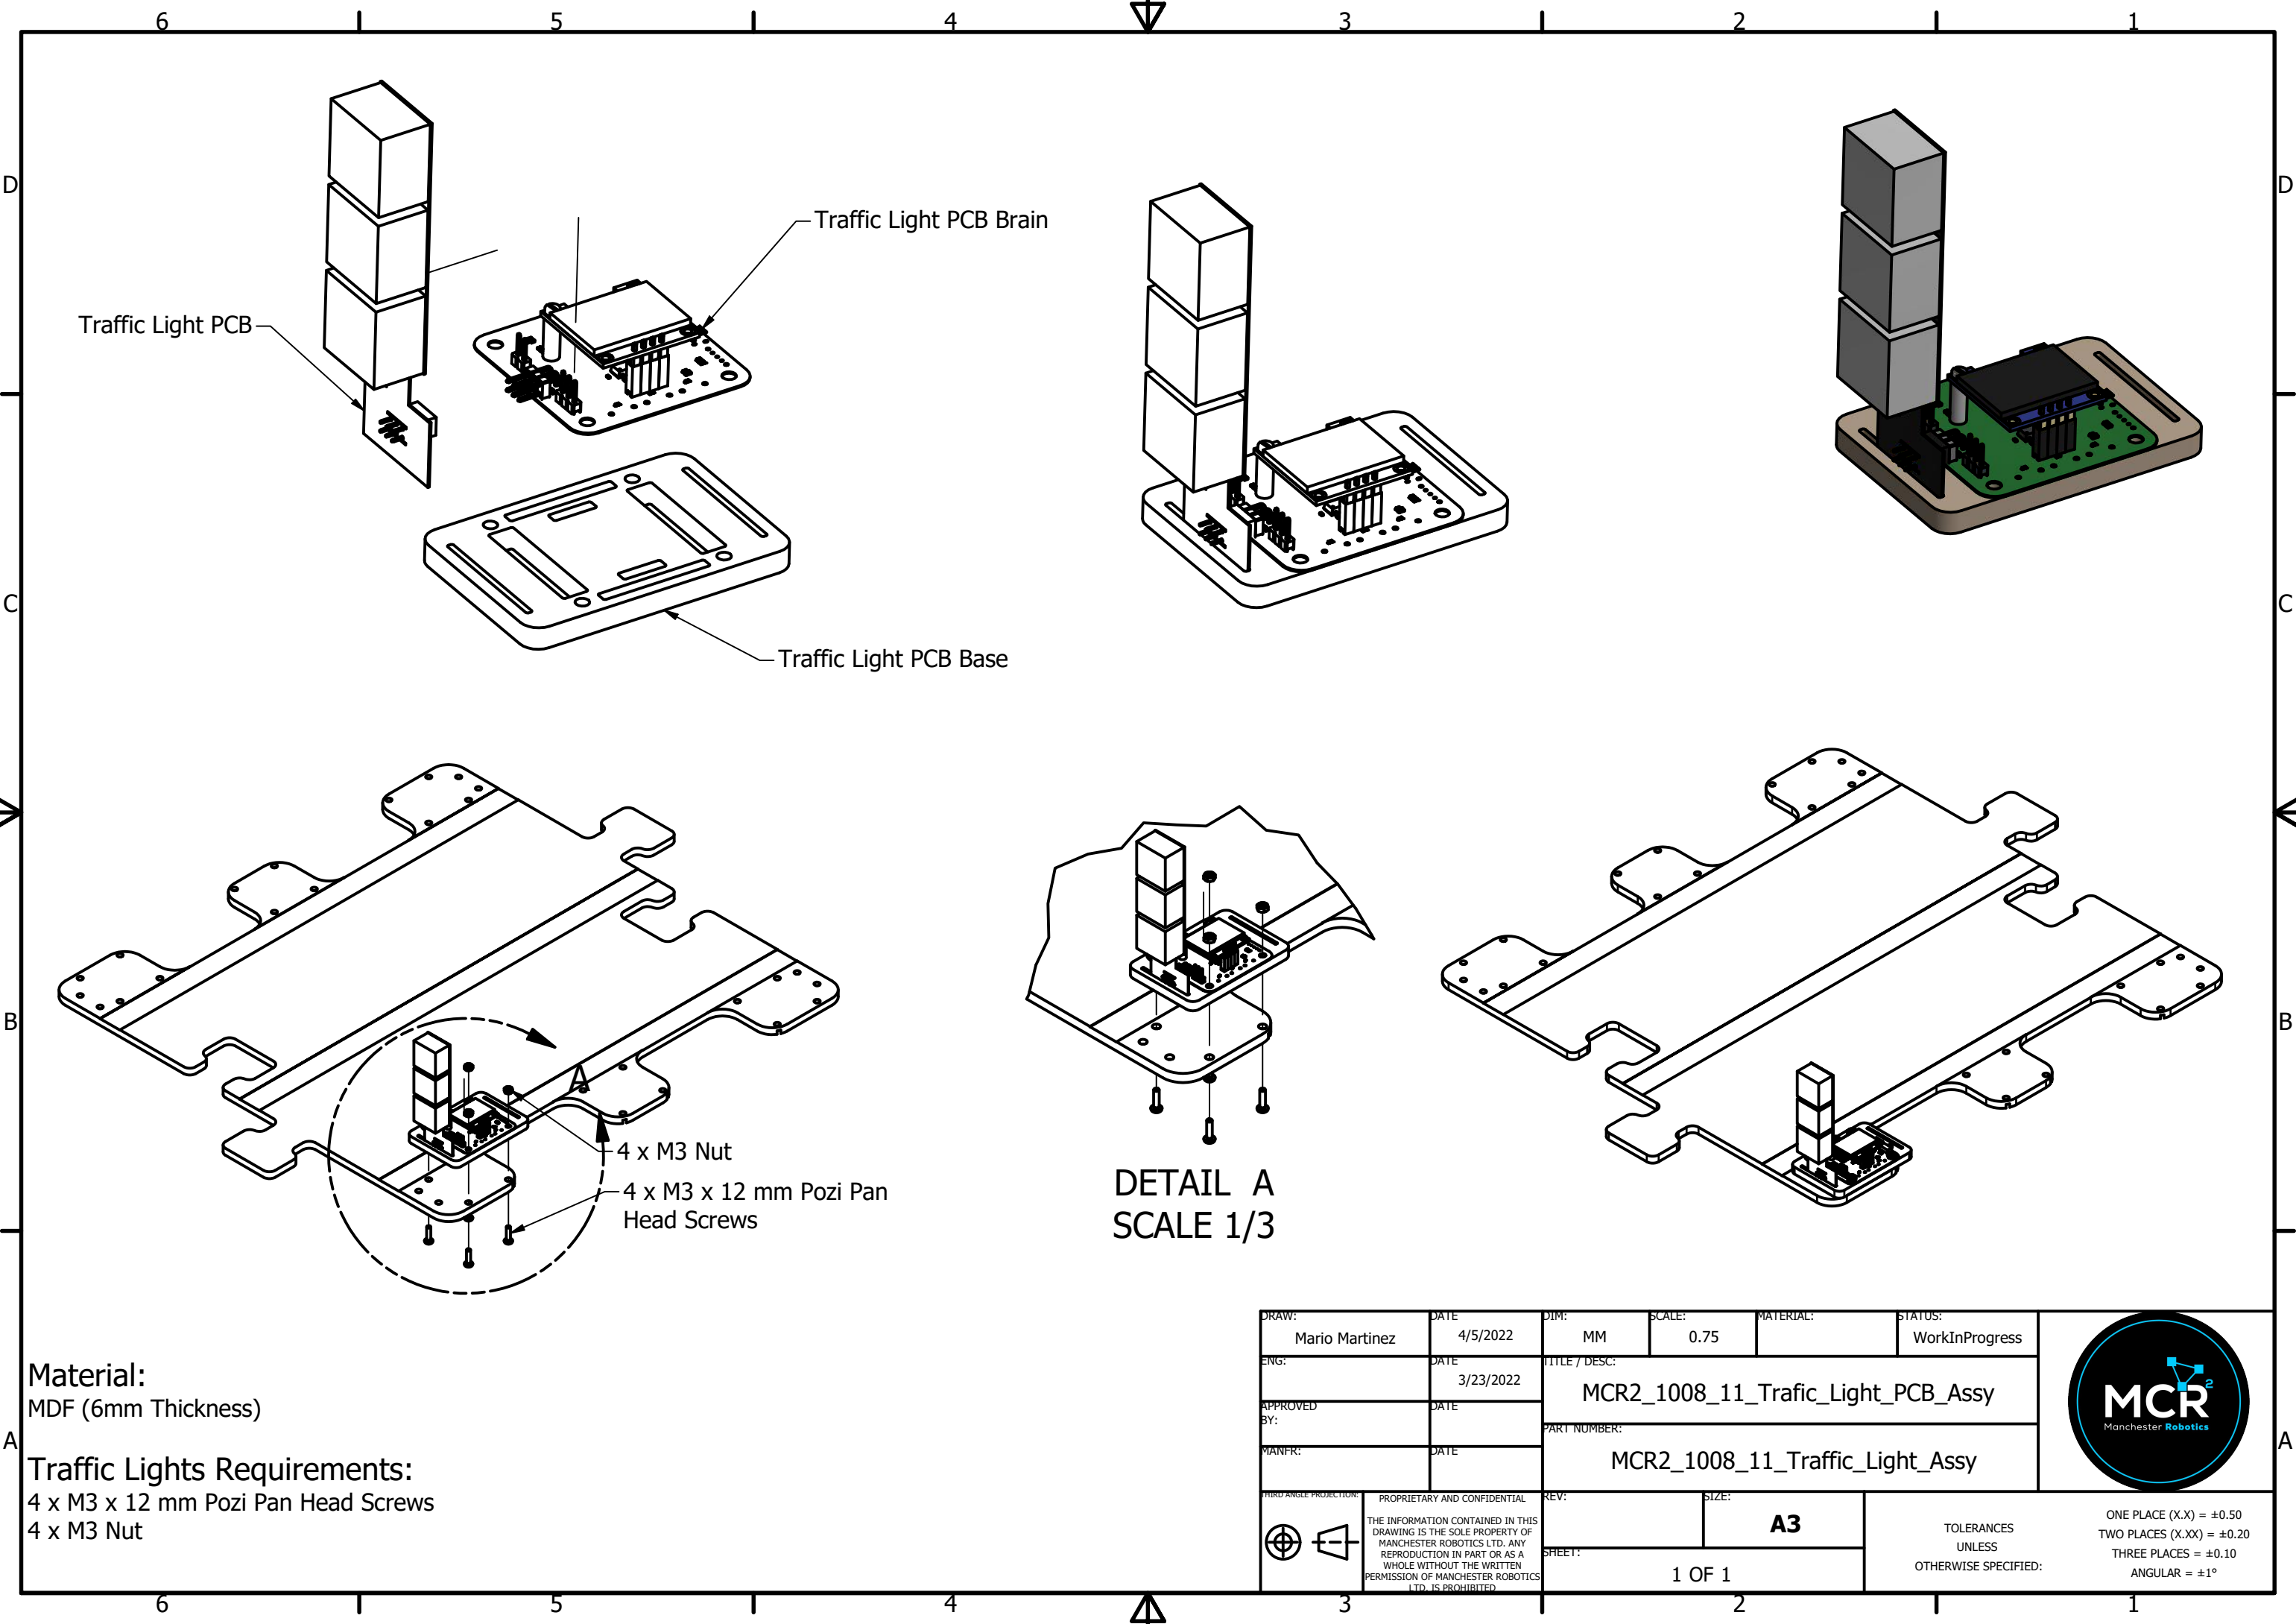 6 5 4 3 2 1
D D
C C
B B
A A
Traffic Light PCB Brain
Traffic Light PCB
Traffic Light PCB Base
A
4 x M3 Nut
4 x M3 x 12 mm Pozi Pan
Head Screws
DETAIL A
SCALE 1/3
Material:
MDF (6mm Thickness)
Traffic Lights Requirements:
4 x M3 x 12 mm Pozi Pan Head Screws
4 x M3 Nut
DRAW:
Mario Martinez
DATE
4/5/2022
DIM:
MM
SCALE:
0.75
MATERIAL:
STATUS:
WorkInProgress
ENG:
DATE
3/23/2022
TITLE / DESC:
MCR2_1008_11_Trafic_Light_PCB_Assy
APPROVED
BY:
DATE
PART NUMBER:
MCR2_1008_11_Traffic_Light_Assy
MANFR:
DATE
MCR2
Manchester Robotics
THIRD ANGLE PROJECTION:
PROPRIETARY AND CONFIDENTIAL
THE INFORMATION CONTAINED IN THIS
DRAWING IS THE SOLE PROPERTY OF
MANCHESTER ROBOTICS LTD. ANY
REPRODUCTION IN PART OR AS A
WHOLE WITHOUT THE WRITTEN
PERMISSION OF MANCHESTER ROBOTICS
LTD. IS PROHIBITED
REV:
SIZE:
A3
SHEET:
1 OF 1
TOLERANCES
UNLESS
OTHERWISE SPECIFIED:
ONE PLACE (X.X) = ±0.50
TWO PLACES (X.XX) = ±0.20
THREE PLACES = ±0.10
ANGULAR = ±1°
6 5 4 3 2 1